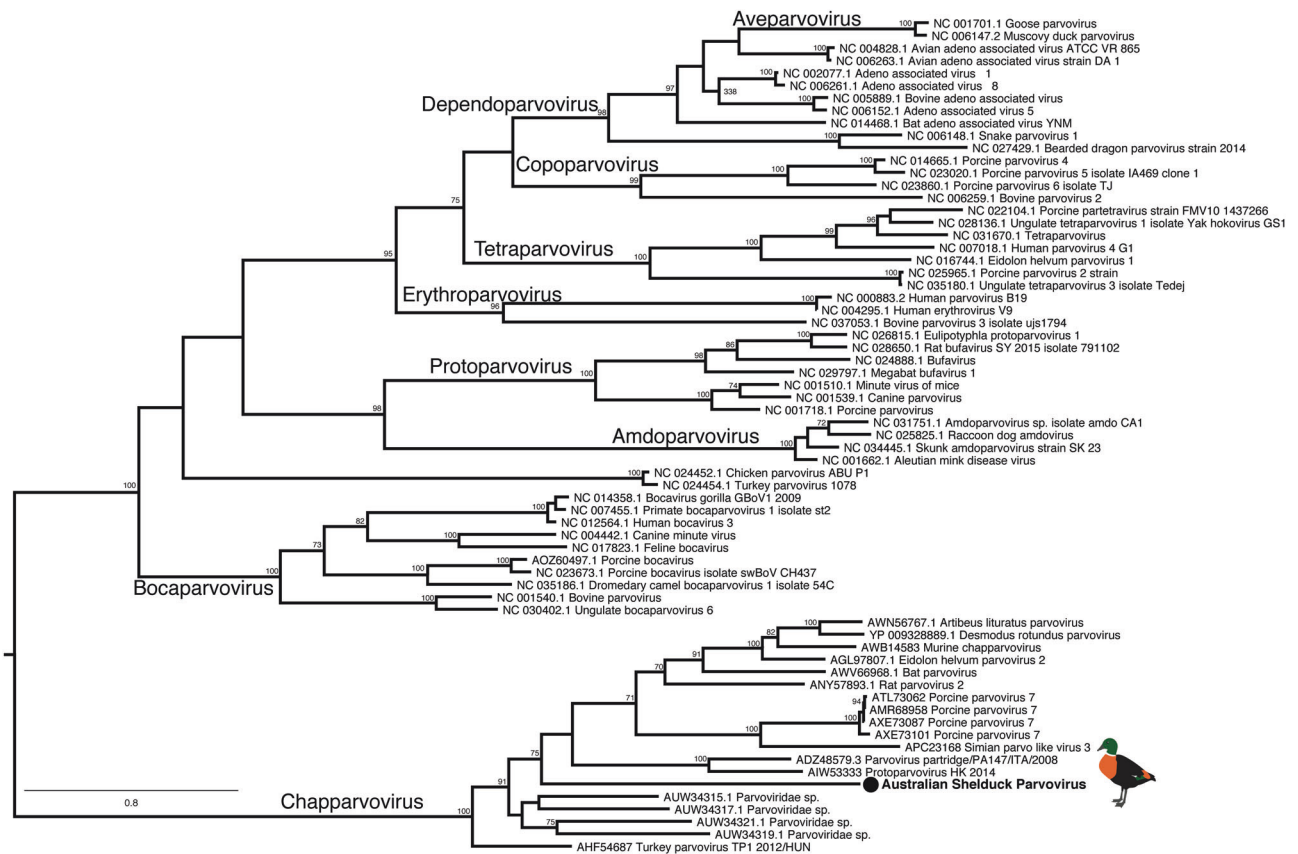 Aveparvovirus
100
NC 001701.1 Goose parvovirus
NC 006147.2 Muscovy duck parvovirus
100
NC 004828.1 Avian adeno associated virus ATCC VR 865
NC 006263.1 Avian adeno associated virus strain DA 1
100
NC 002077.1 Adeno associated virus 1
NC 006261.1 Adeno associated virus 8
97
338
Dependoparvovirus
98
100
NC 005889.1 Bovine adeno associated virus
NC 006152.1 Adeno associated virus 5
NC 014468.1 Bat adeno associated virus YNM
100
NC 006148.1 Snake parvovirus 1
NC 027429.1 Bearded dragon parvovirus strain 2014
Copoparvovirus
100
NC 014665.1 Porcine parvovirus 4
100
NC 023020.1 Porcine parvovirus 5 isolate IA469 clone 1
99
NC 023860.1 Porcine parvovirus 6 isolate TJ
NC 006259.1 Bovine parvovirus 2
75
NC 022104.1 Porcine partetravirus strain FMV10 1437266
96
NC 028136.1 Ungulate tetraparvovirus 1 isolate Yak hokovirus GS1
99
NC 031670.1 Tetraparvovirus
100
NC 007018.1 Human parvovirus 4 G1
Tetraparvovirus
100
NC 016744.1 Eidolon helvum parvovirus 1
95
100
NC 025965.1 Porcine parvovirus 2 strain
NC 035180.1 Ungulate tetraparvovirus 3 isolate Tedej
Erythroparvovirus
96
100
NC 000883.2 Human parvovirus B19
NC 004295.1 Human erythrovirus V9
NC 037053.1 Bovine parvovirus 3 isolate ujs1794
100
NC 026815.1 Eulipotyphla protoparvovirus 1
86
NC 028650.1 Rat bufavirus SY 2015 isolate 791102
98
NC 024888.1 Bufavirus
Protoparvovirus
100
NC 029797.1 Megabat bufavirus 1
74
NC 001510.1 Minute virus of mice
100
NC 001539.1 Canine parvovirus
NC 001718.1 Porcine parvovirus
98
72
NC 031751.1 Amdoparvovirus sp. isolate amdo CA1
NC 025825.1 Raccoon dog amdovirus
Amdoparvovirus
100
NC 034445.1 Skunk amdoparvovirus strain SK 23
NC 001662.1 Aleutian mink disease virus
100
NC 024452.1 Chicken parvovirus ABU P1
NC 024454.1 Turkey parvovirus 1078
100
NC 014358.1 Bocavirus gorilla GBoV1 2009
100
NC 007455.1 Primate bocaparvovirus 1 isolate st2
82
NC 012564.1 Human bocavirus 3
100
NC 004442.1 Canine minute virus
73
NC 017823.1 Feline bocavirus
100
AOZ60497.1 Porcine bocavirus
100
NC 023673.1 Porcine bocavirus isolate swBoV CH437
100
NC 035186.1 Dromedary camel bocaparvovirus 1 isolate 54C
Bocaparvovirus
100
NC 001540.1 Bovine parvovirus
NC 030402.1 Ungulate bocaparvovirus 6
100
AWN56767.1 Artibeus lituratus parvovirus
82
YP 009328889.1 Desmodus rotundus parvovirus
100
AWB14583 Murine chapparvovirus
91
AGL97807.1 Eidolon helvum parvovirus 2
70
AWV66968.1 Bat parvovirus
ANY57893.1 Rat parvovirus 2
71
94
ATL73062 Porcine parvovirus 7
AMR68958 Porcine parvovirus 7
100
AXE73087 Porcine parvovirus 7
100
AXE73101 Porcine parvovirus 7
APC23168 Simian parvo like virus 3
75
100
ADZ48579.3 Parvovirus partridge/PA147/ITA/2008
AIW53333 Protoparvovirus HK 2014
91
Australian Shelduck Parvovirus
0.8
Chapparvovirus
100
AUW34315.1 Parvoviridae sp.
AUW34317.1 Parvoviridae sp.
75
AUW34321.1 Parvoviridae sp.
AUW34319.1 Parvoviridae sp.
AHF54687 Turkey parvovirus TP1 2012/HUN